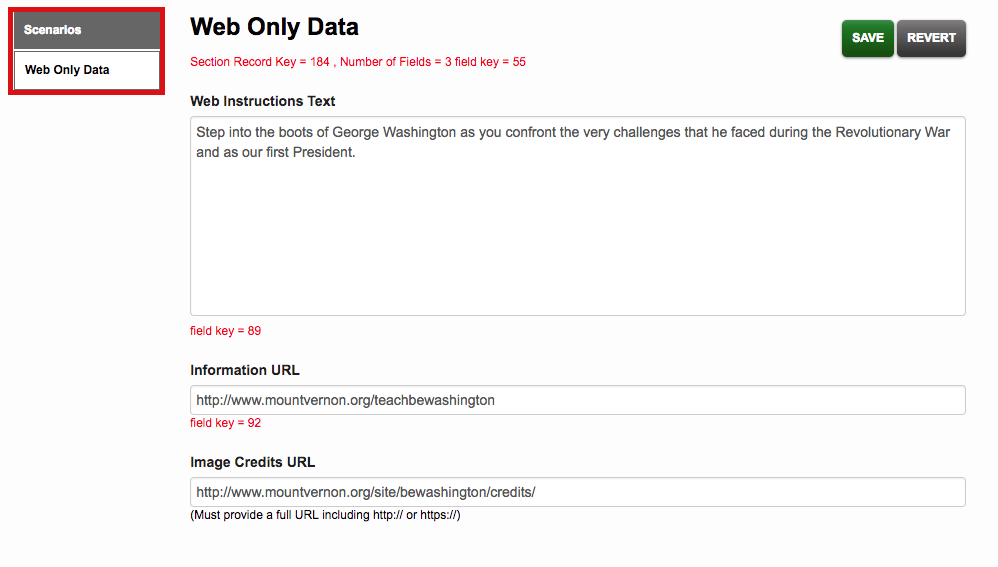 Scenarios
Web Only Data
Web Only Data
SAVE
REVERT
Section Record Key = 184 , Number of Fields = 3 field key = 55
Web Instructions Text
Step into the boots of George Washington as you confront the very challenges that he faced during the Revolutionary War
and as our first President.
field key = 89
Information URL
http://www.mountvernon.org/teachbewashington
field key = 92
Image Credits URL
http://www.mountvernon.org/site/bewashington/credits/
(Must provide a full URL including http:// or https://)